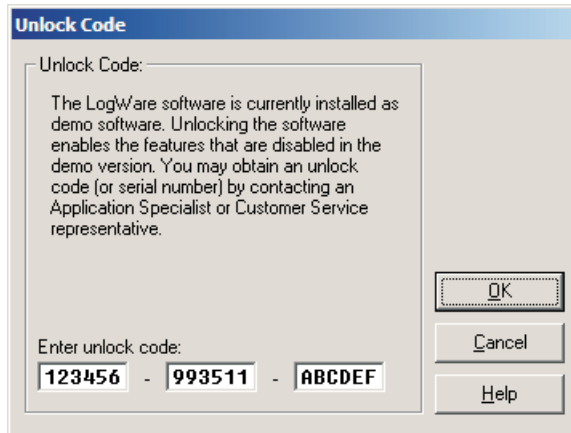 Unlock Code
Unlock Code:
The LogWare software is currently installed as
demo software. Unlocking the software
enables the features that are disabled in the
demo version. You may obtain an unlock
code (or serial number) by contacting an
Application Specialist or Customer Service
representative.
OK
Enter unlock code:
Cancel
123456 - 993511 - ABCDEF
Help